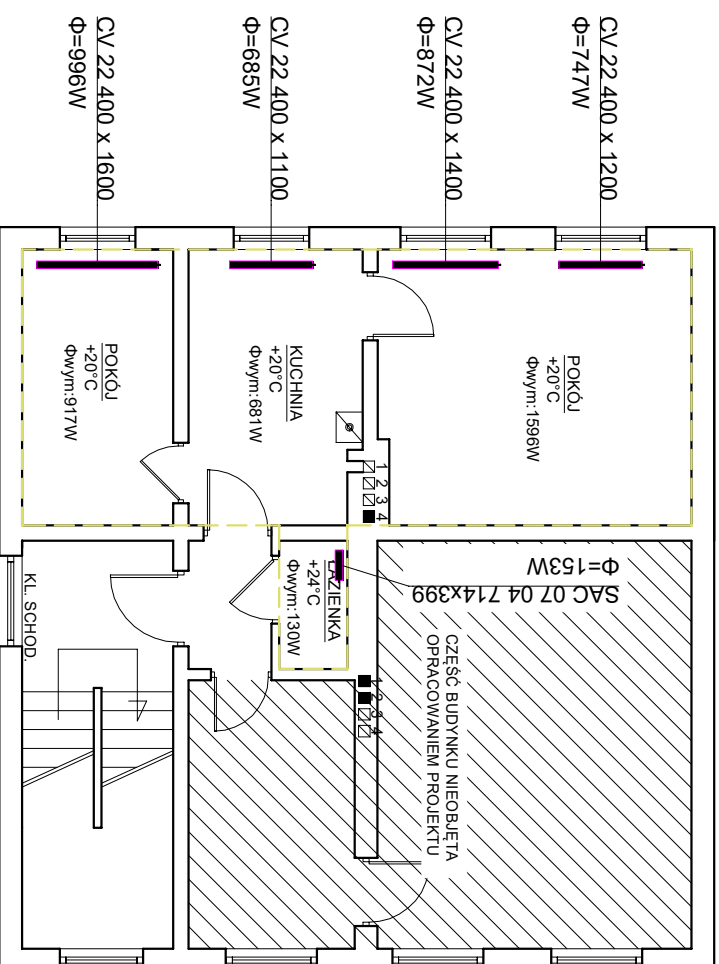 CV 22 400 x 1600
Φ=996W
CV 22 400 x 1100
Φ=685W
CV 22 400 x 1400
Φ=872W
CV 22 400 x 1200
Φ=747W
POKÓJ
+20°C
Φwym:917W
KUCHNIA
+20°C
Φwym:681W
POKÓJ
+20°C
Φwym:1596W
1
2
3
4
ŁAZIENKA
+24°C
Φwym:130W
SAC 07 04 714x399
Φ=153W
KL. SCHOD.
1
2
3
4
CZĘŚĆ BUDYNKU NIEOBJĘTA
OPRACOWANIEM PROJEKTU